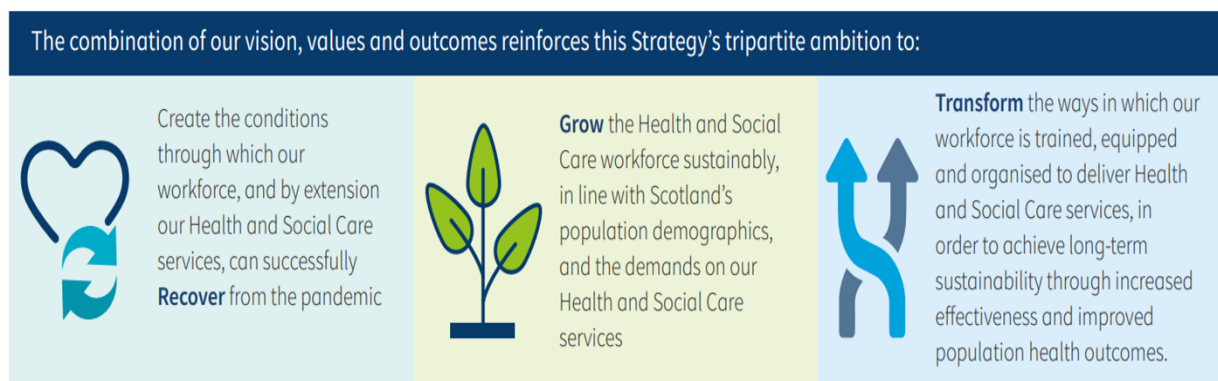 The combination of our vision, values and outcomes reinforces this Strategy's tripartite ambition to:
Create the conditions
through which our
workforce, and by extension
our Health and Social Care
services, can successfully
Recover from the pandemic
Grow the Health and Social
Care workforce sustainably,
in line with Scotland's
population demographics,
and the demands on our
Health and Social Care
services
Transform the ways in which our
workforce is trained, equipped
and organised to deliver Health
and Social Care services, in
order to achieve long-term
sustainability through increased
effectiveness and improved
population health outcomes.